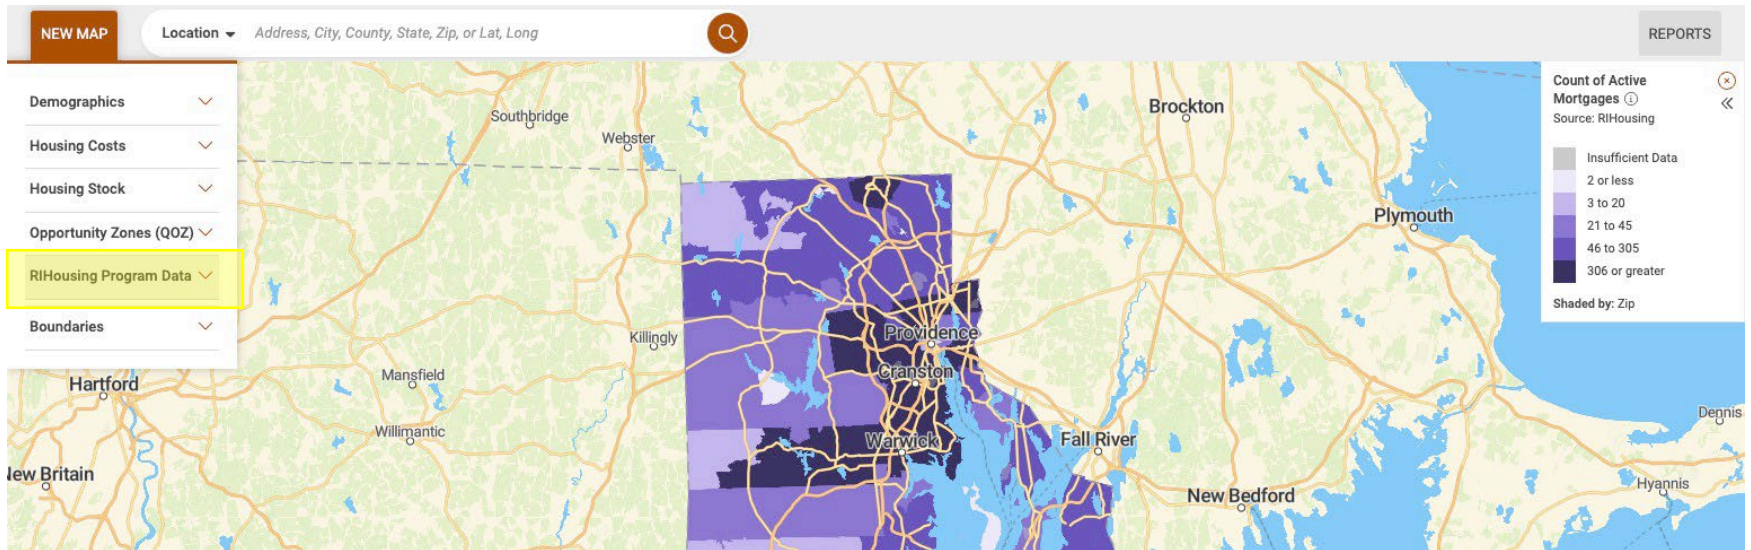 NEW MAP
Location
Address, City, County, State, Zip, or Lat, Long
REPORTS
Demographics
Housing Costs
Housing Stock
Opportunity Zones (QOZ)
RIHousing Program Data
Boundaries
Count of Active
Mortgages
Source: RIHousing
Insufficient Data
2 or less
3 to 20
21 to 45
46 to 305
306 or greater
Shaded by: Zip
Southbridge
Webster
Brockton
Plymouth
Killingly
Providence
Mansfield
Cranston
Hartford
Dennis
Willimantic
Warwick
Fall River
New Britain
New Bedford
Hyannis